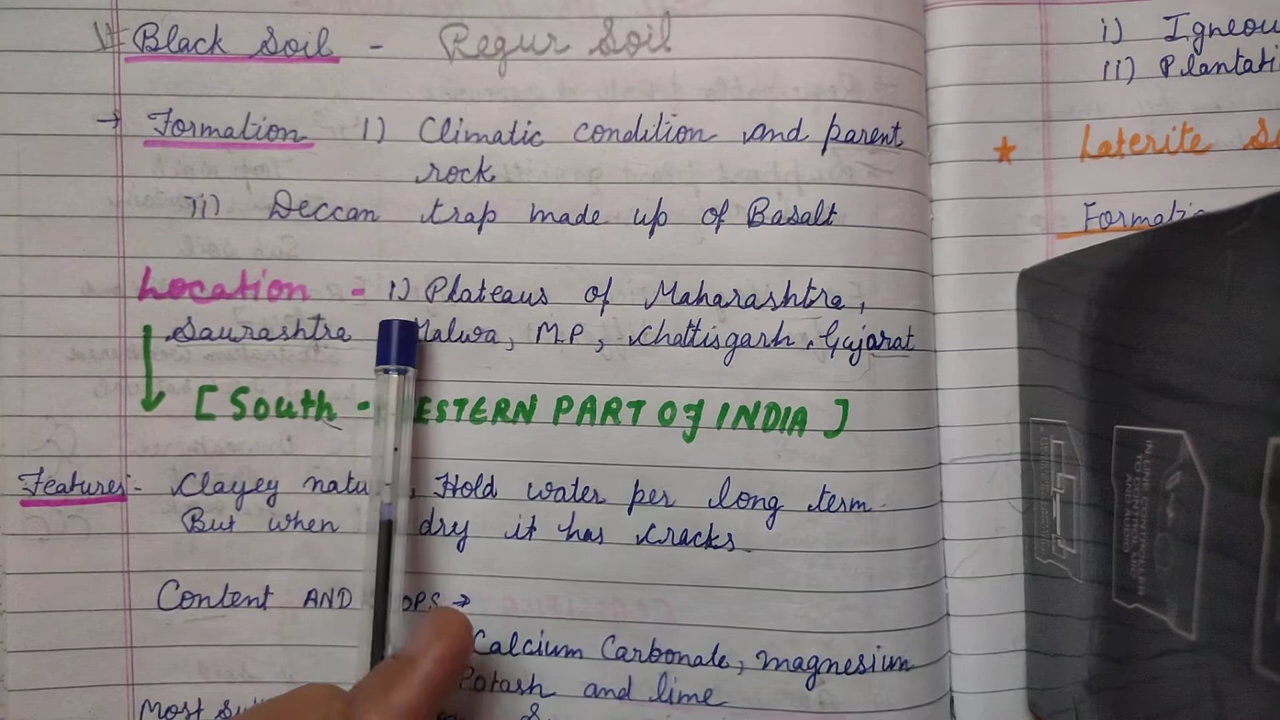 Black Soil - Regur Soil
→ Formation i) Climatic condition and parent
rock
ii) Deccan trap made up of Basalt
Location - i) Plateaus of Maharashtra,
Saurashtra Malwa, M.P, Chattisgarh, Gujarat
[South - ESTERN PART Of INDIA]
Features:- Clayey natu , Hold water per long term.
But when dry it has cracks
Content AND OPS →
Calcium Carbonate, magnesium
Potash and lime
Most
i) Igneou
ii) Plantati
★ Laterite S
Formatio